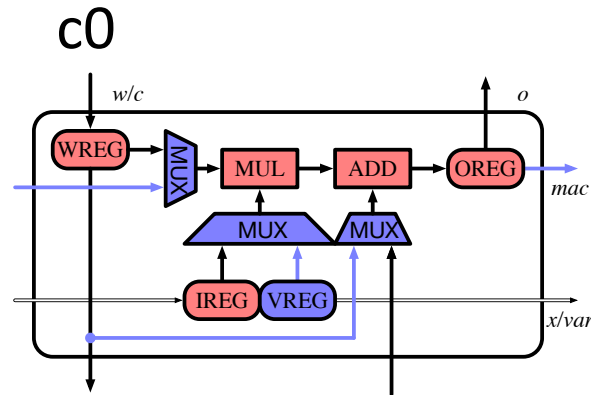 c0
w/c
o
WREG
MUX
MUL
ADD
OREG
mac
MUX
MUX
IREG
VREG
x/var